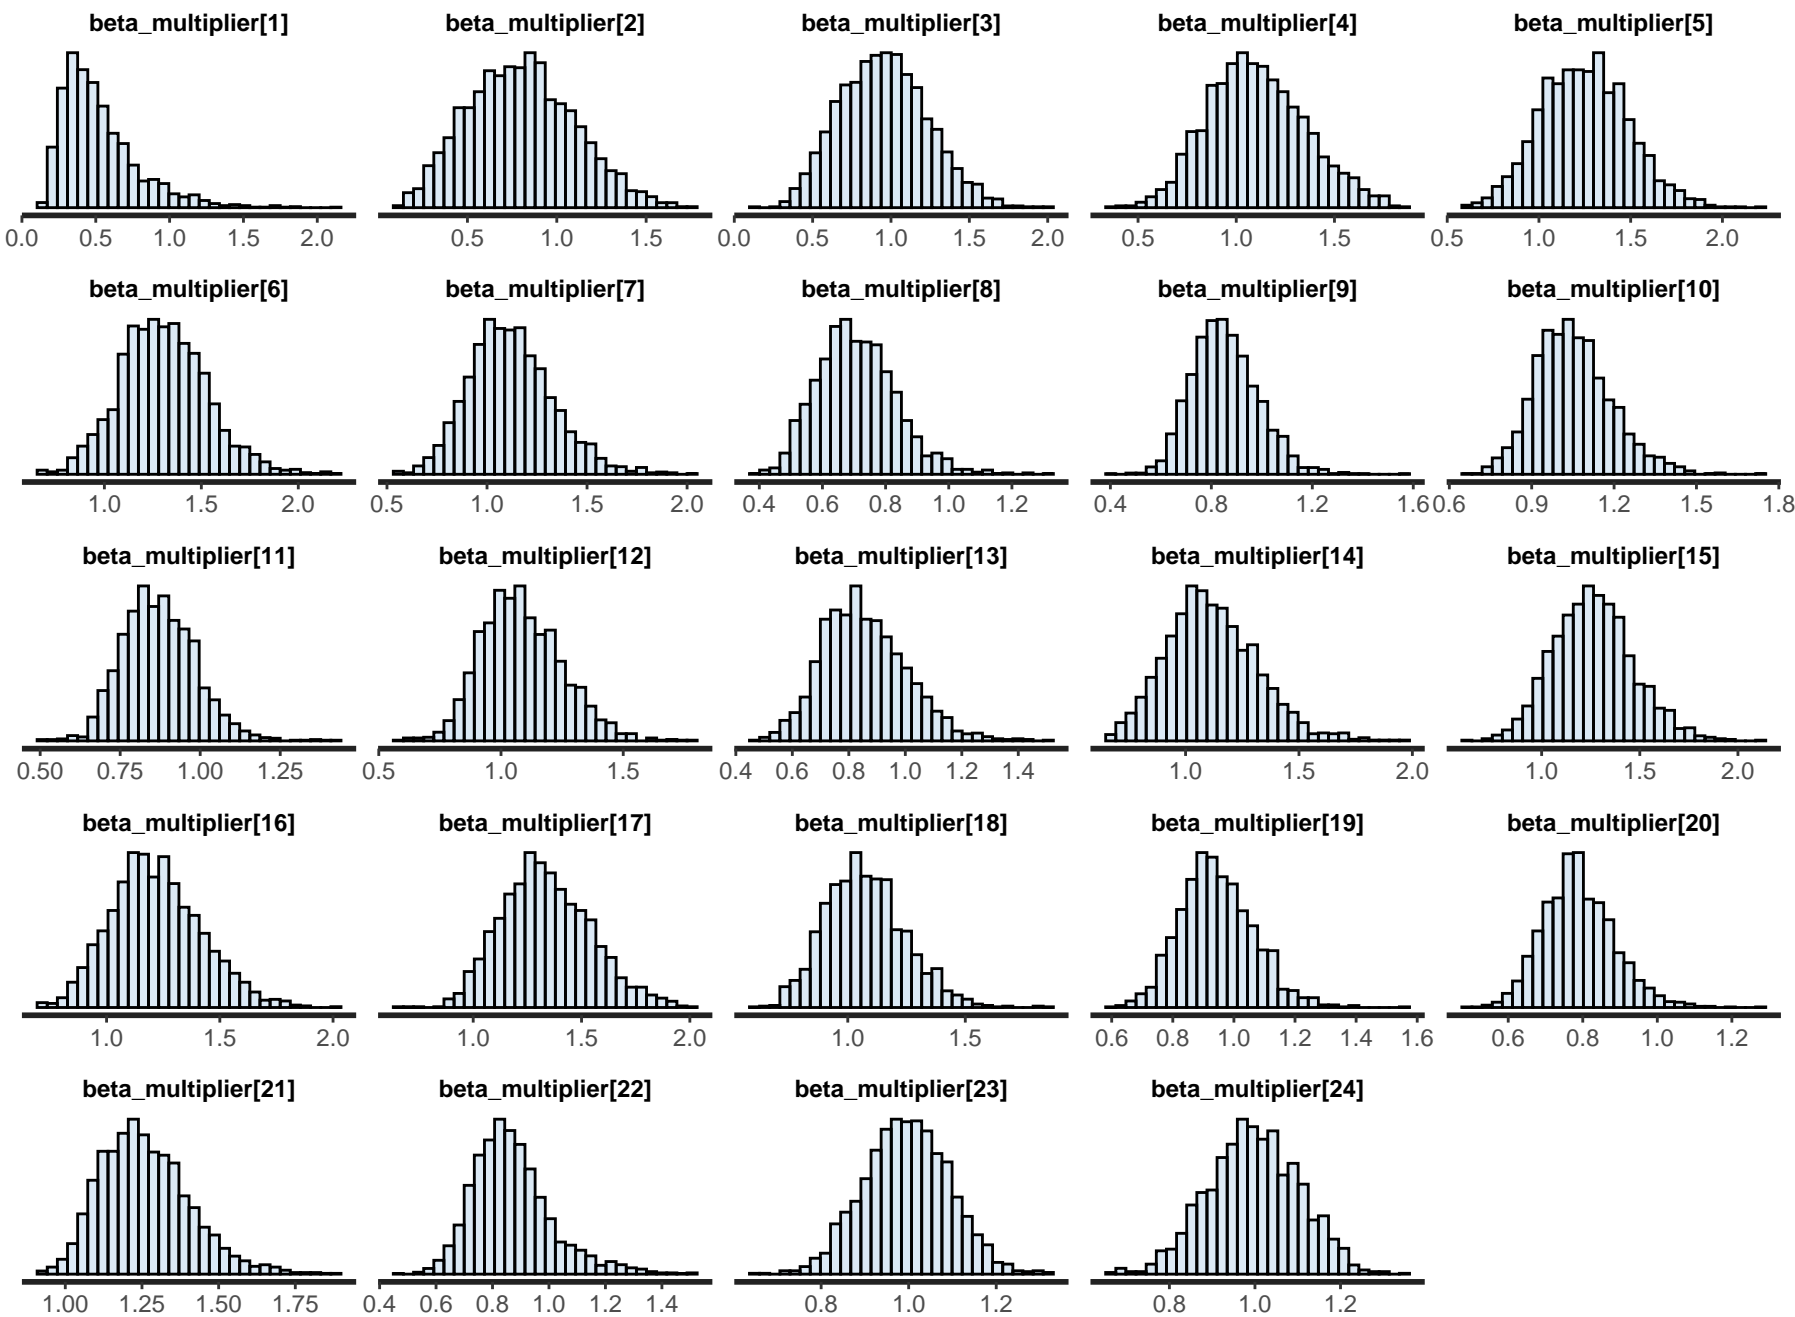 beta_multiplier[1] beta_multiplier[2] beta_multiplier[3] beta_multiplier[4] beta_multiplier[5]
0.0 0.5 1.0 1.5 2.0 0.5 1.0 1.5 0.0 0.5 1.0 1.5 2.0 0.5 1.0 1.5 0.5 1.0 1.5 2.0
beta_multiplier[6] beta_multiplier[7] beta_multiplier[8] beta_multiplier[9] beta_multiplier[10]
1.0 1.5 2.0 0.5 1.0 1.5 2.0 0.4 0.6 0.8 1.0 1.2 0.4 0.8 1.2 1.6 0.6 0.9 1.2 1.5 1.8
beta_multiplier[11] beta_multiplier[12] beta_multiplier[13] beta_multiplier[14] beta_multiplier[15]
0.50 0.75 1.00 1.25 0.5 1.0 1.5 0.4 0.6 0.8 1.0 1.2 1.4 1.0 1.5 2.0 1.0 1.5 2.0
beta_multiplier[16] beta_multiplier[17] beta_multiplier[18] beta_multiplier[19] beta_multiplier[20]
1.0 1.5 2.0 1.0 1.5 2.0 1.0 1.5 0.6 0.8 1.0 1.2 1.4 1.6 0.6 0.8 1.0 1.2
beta_multiplier[21] beta_multiplier[22] beta_multiplier[23] beta_multiplier[24]
1.00 1.25 1.50 1.75 0.4 0.6 0.8 1.0 1.2 1.4 0.8 1.0 1.2 0.8 1.0 1.2